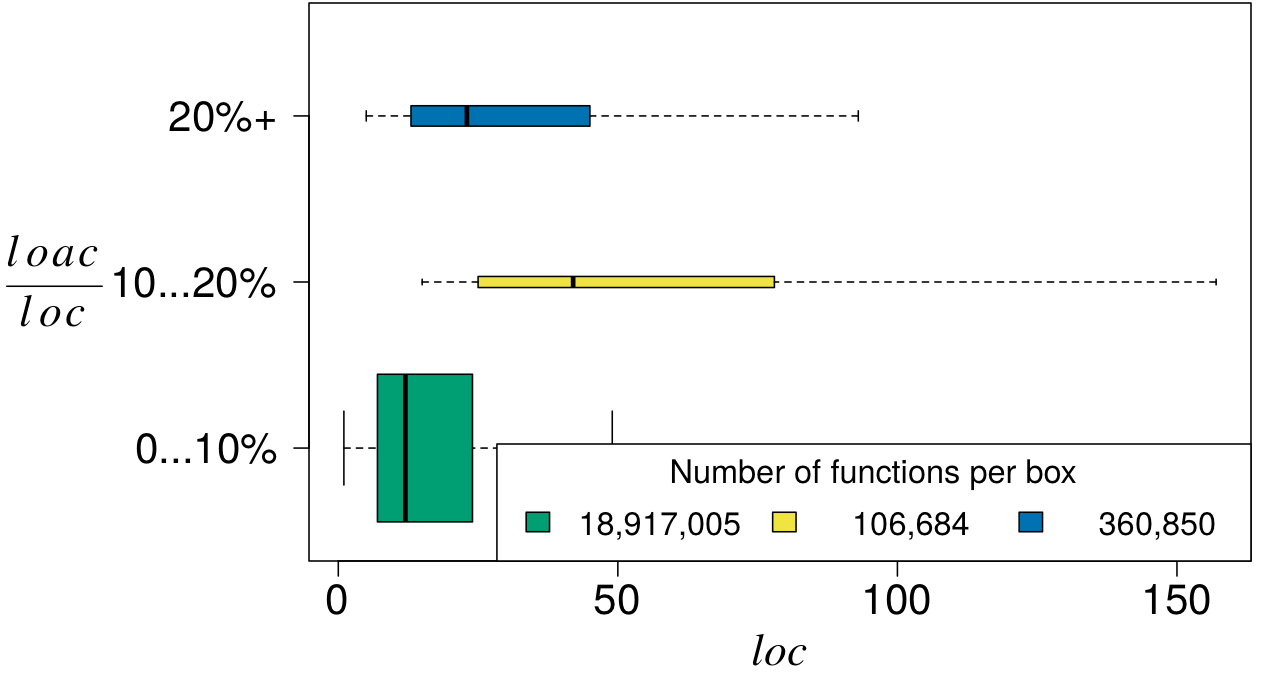 20%+
loac
loc
10...20%
0...10%
Number of functions per box
18,917,005 106,684 360,850
0 50 100 150
loc